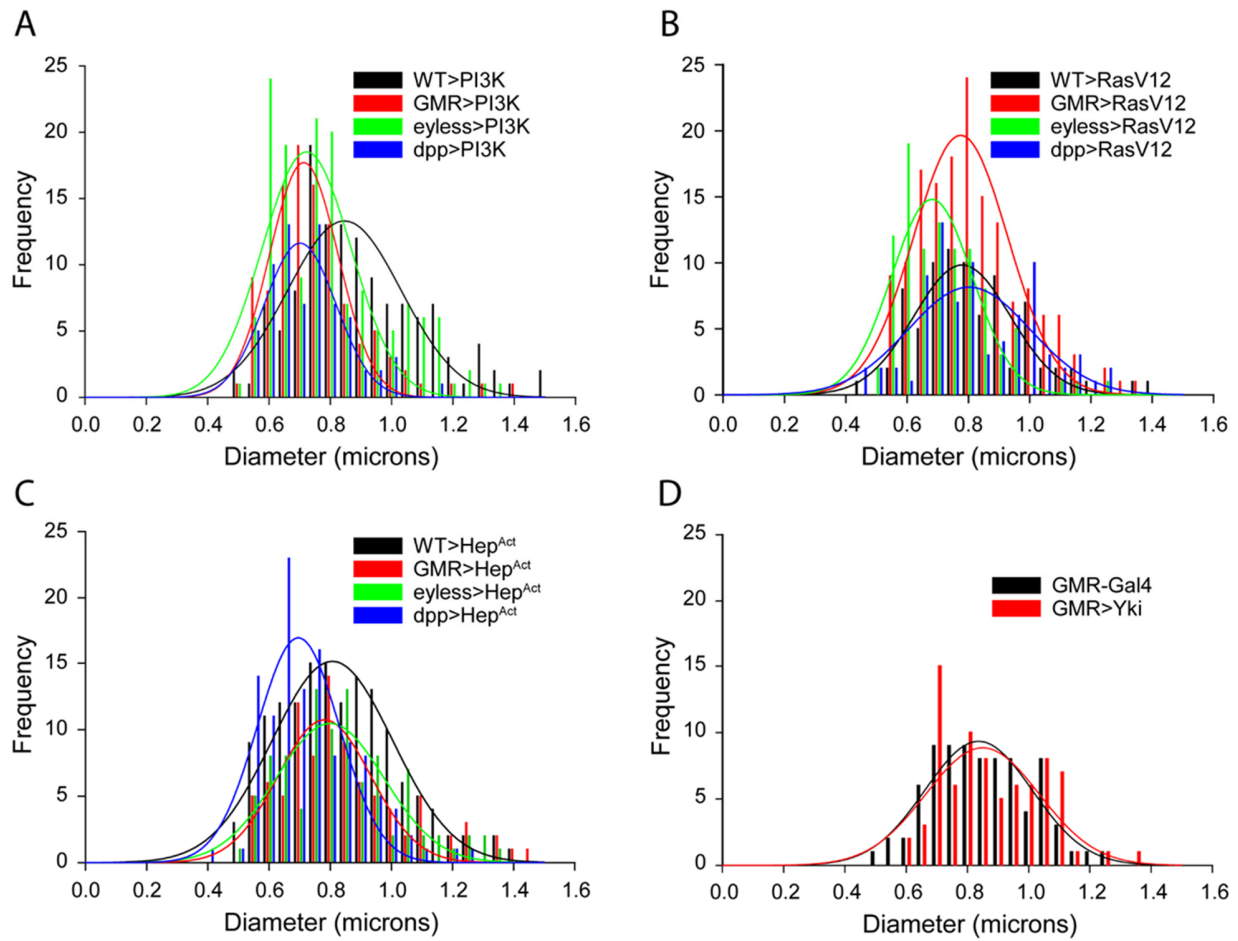 A
25
20
15
10
5
0
Frequency
WT>PI3K
GMR>PI3K
eyless>PI3K
dpp>PI3K
0.0 0.2 0.4 0.6 0.8 1.0 1.2 1.4 1.6
Diameter (microns)
B
25
20
15
10
5
0
Frequency
WT>RasV12
GMR>RasV12
eyless>RasV12
dpp>RasV12
0.0 0.2 0.4 0.6 0.8 1.0 1.2 1.4 1.6
Diameter (microns)
C
25
20
15
10
5
0
Frequency
WT>HepAct
GMR>HepAct
eyless>HepAct
dpp>HepAct
0.0 0.2 0.4 0.6 0.8 1.0 1.2 1.4 1.6
Diameter (microns)
D
25
20
15
10
5
0
Frequency
GMR-Gal4
GMR>Yki
0.0 0.2 0.4 0.6 0.8 1.0 1.2 1.4 1.6
Diameter (microns)